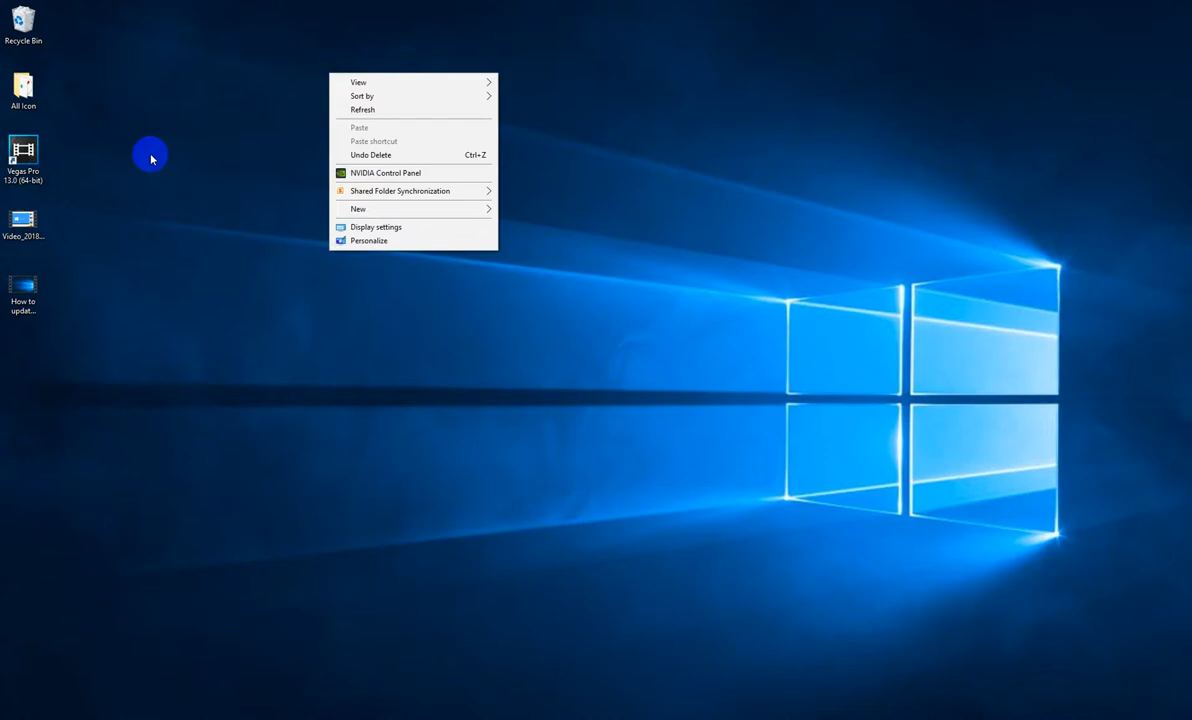 Recycle Bin
All Icon
Vegas Pro
13.0 (64-bit)
Video_2018...
How to
updat...
View
Sort by
Refresh
Paste
Paste shortcut
Undo Delete Ctrl+Z
NVIDIA Control Panel
Shared Folder Synchronization
New
Display settings
Personalize